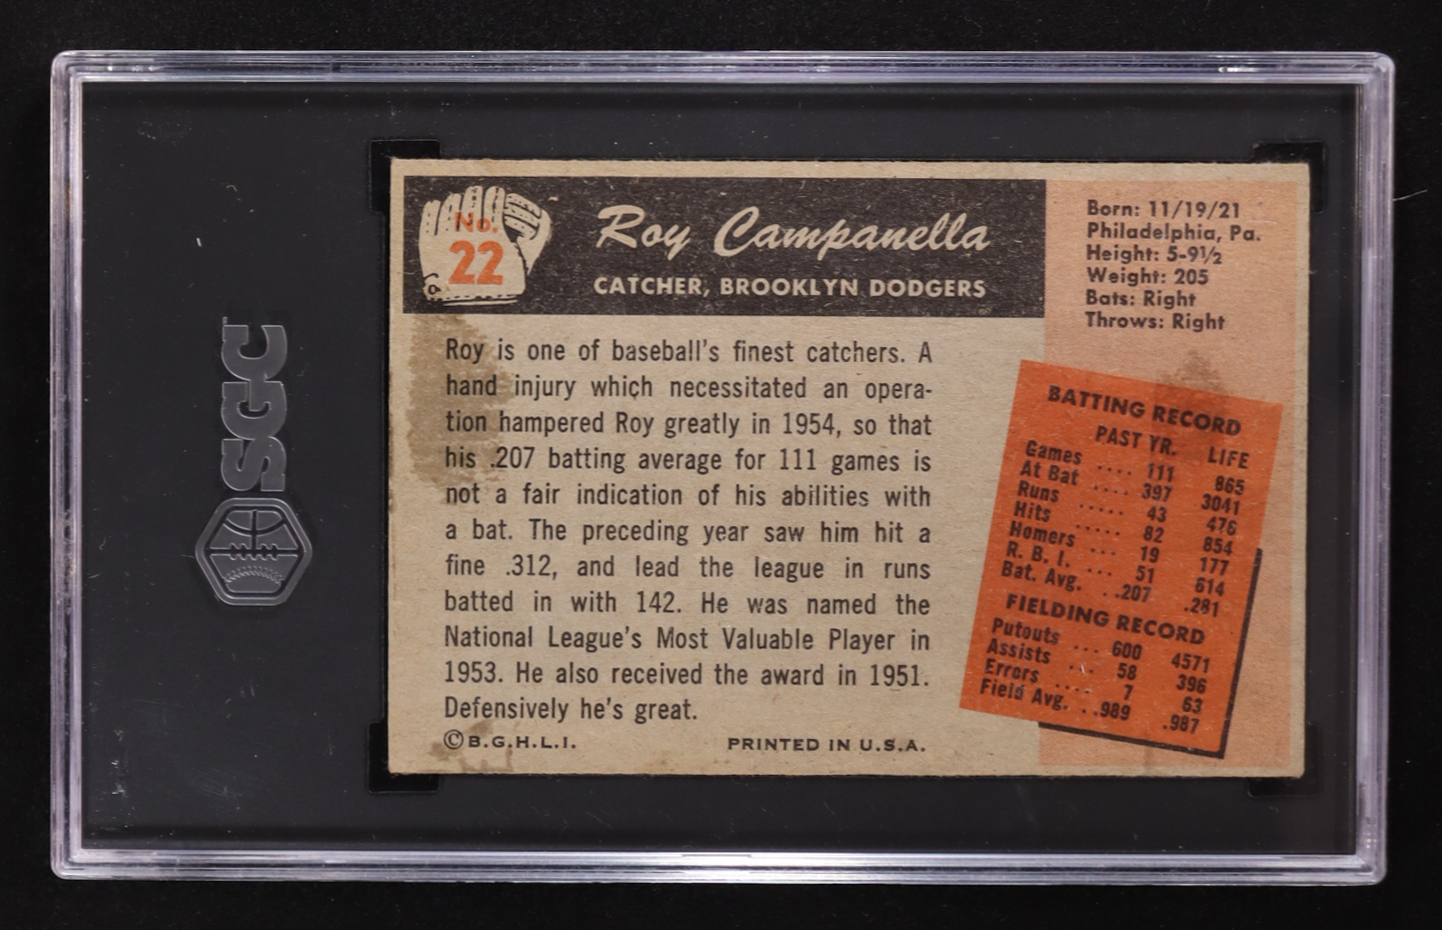 SGC
No.
22
Roy Campanella
CATCHER, BROOKLYN DODGERS
Born: 11/19/21
Philadelphia, Pa.
Height: 5-9½
Weight: 205
Bats: Right
Throws: Right
Roy is one of baseball's finest catchers. A
hand injury which necessitated an opera-
tion hampered Roy greatly in 1954, so that
his .207 batting average for 111 games is
not a fair indication of his abilities with
a bat. The preceding year saw him hit a
fine .312, and lead the league in runs
batted in with 142. He was named the
National League's Most Valuable Player in
1953. He also received the award in 1951.
Defensively he's great.
©B.G.H.L.I. PRINTED IN U.S.A.
BATTING RECORD
PAST YR. LIFE
Games .... 111 865
At Bat .... 397 3041
Runs ..... 43 476
Hits ..... 82 854
Homers ... 19 177
R. B. I. ... 51 614
Bat. Avg. ..207 .281
FIELDING RECORD
Putouts ... 600 4571
Assists ... 58 396
Errors .... 7 63
Field Avg. ..989 .987